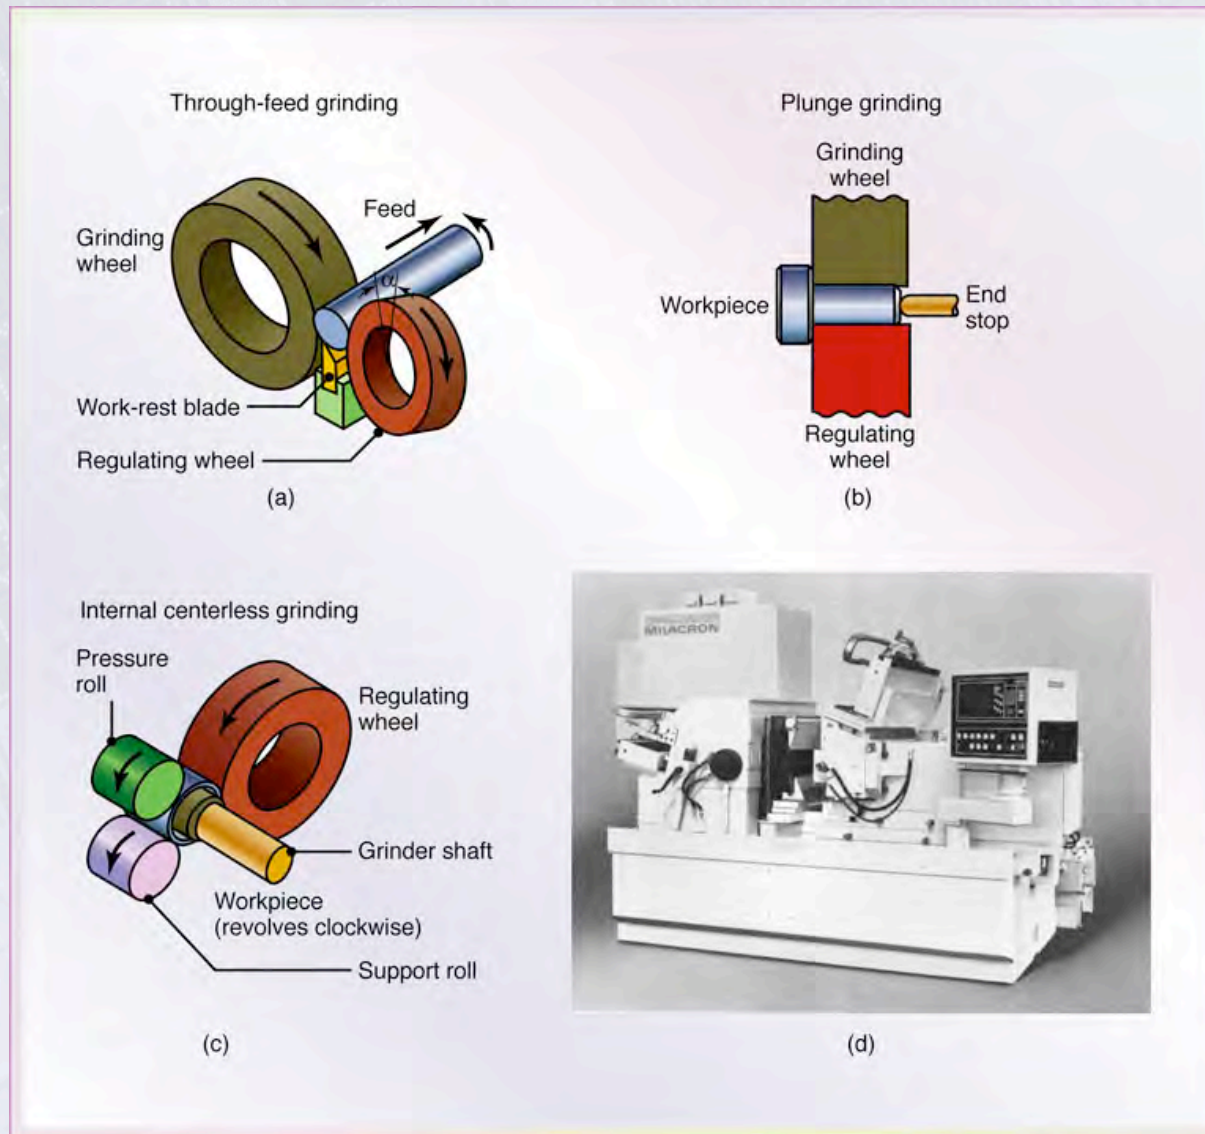 Through-feed grinding
Grinding
wheel
Feed
α
Work-rest blade
Regulating wheel
(a)
Plunge grinding
Grinding
wheel
Workpiece
End
stop
Regulating
wheel
(b)
Internal centerless grinding
Pressure
roll
Regulating
wheel
Grinder shaft
Workpiece
(revolves clockwise)
Support roll
(c)
MILACRON
(d)